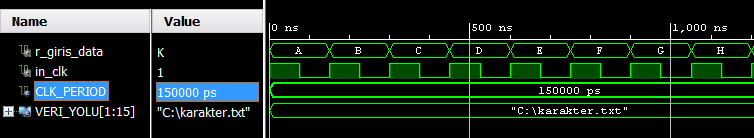 Name Value
0 ns 500 ns 1,000 ns
r_giris_data K A B C D E F G H
in_clk 1
CLK_PERIOD 150000 ps 150000 ps
VERI_YOLU[1:15] "C:\karakter.txt" "C:\karakter.txt"